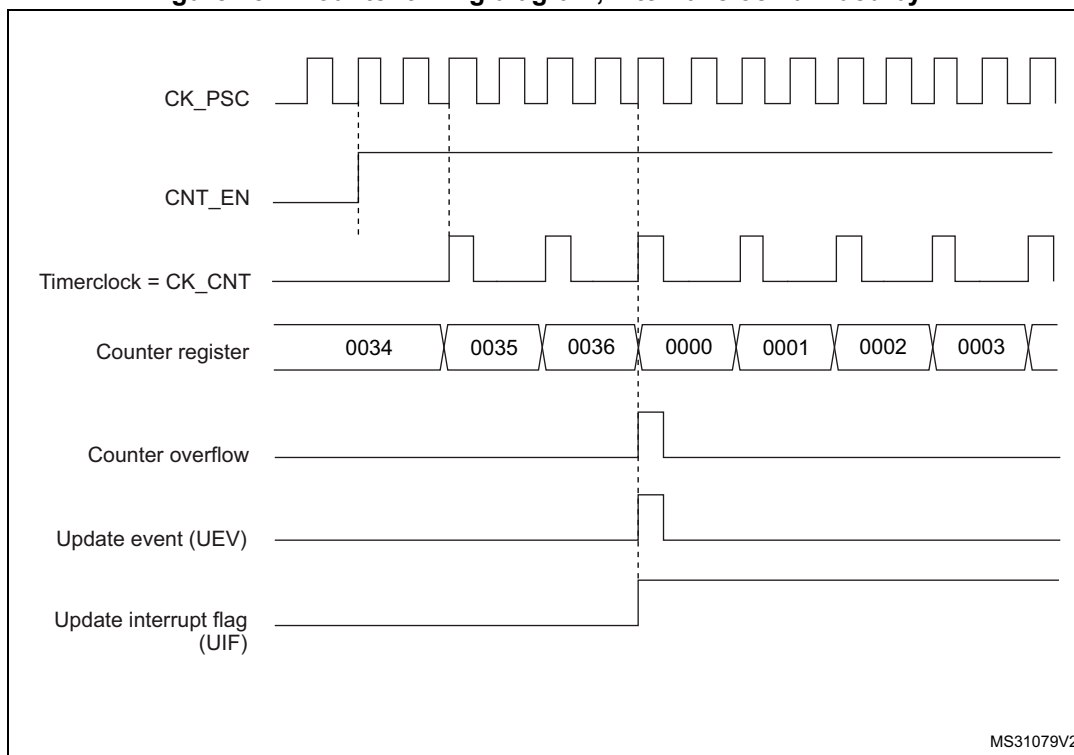 CK_PSC
CNT_EN
Timerclock = CK_CNT
Counter register 0034 0035 0036 0000 0001 0002 0003
Counter overflow
Update event (UEV)
Update interrupt flag
(UIF)
MS31079V2